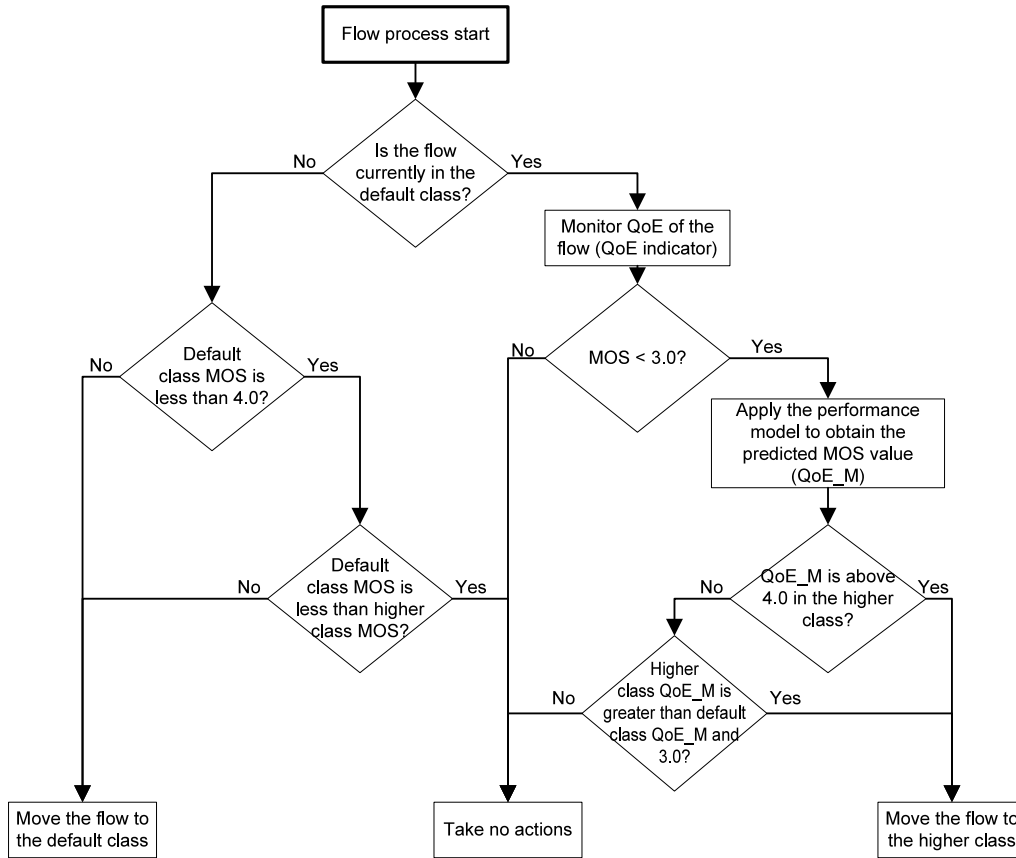 Flow process start
No
Is the flow
currently in the
default class?
Yes
Monitor QoE of the
flow (QoE indicator)
No
Default
class MOS is
less than 4.0?
Yes
No
MOS < 3.0?
Yes
Apply the performance
model to obtain the
predicted MOS value
(QoE_M)
No
Default
class MOS is
less than higher
class MOS?
Yes
No
QoE_M is above
4.0 in the higher
class?
Yes
No
Higher
class QoE_M is
greater than default
class QoE_M and
3.0?
Yes
Move the flow to
the default class
Take no actions
Move the flow to
the higher class